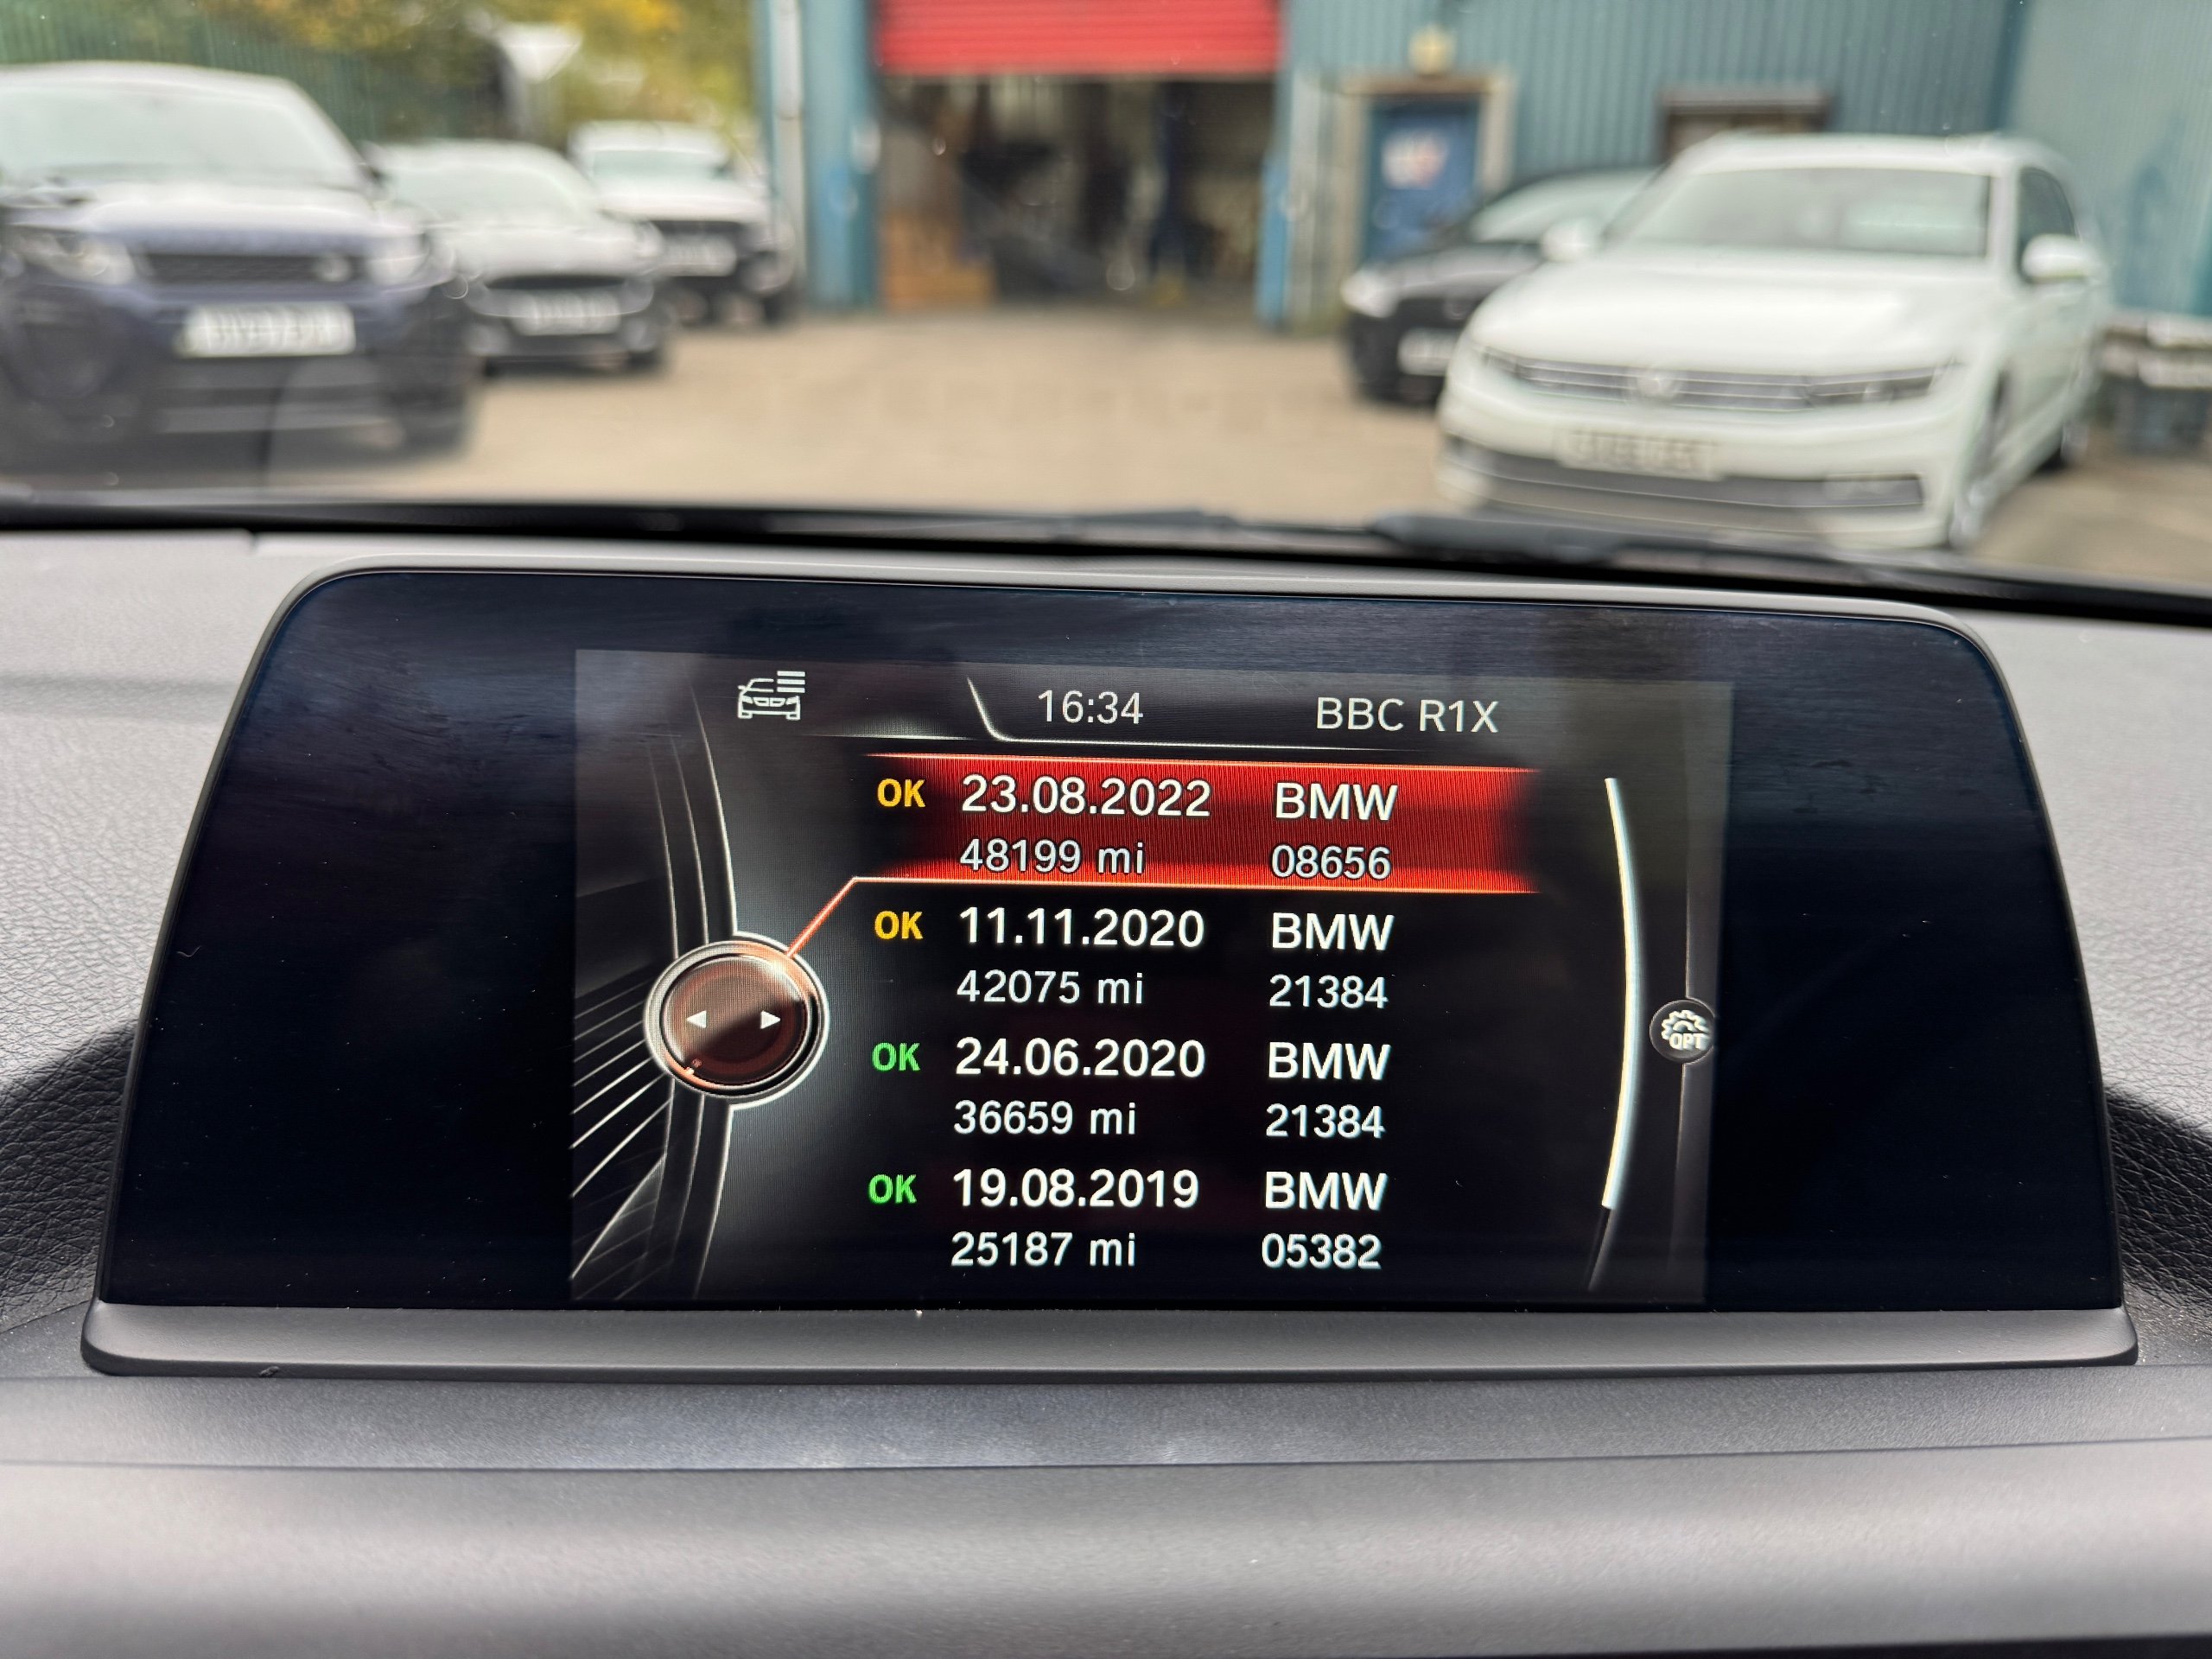 16:34 BBC R1X
OK 23.08.2022 BMW
48199 mi 08656
OK 11.11.2020 BMW
42075 mi 21384
OK 24.06.2020 BMW
36659 mi 21384
OPT
OK 19.08.2019 BMW
25187 mi 05382